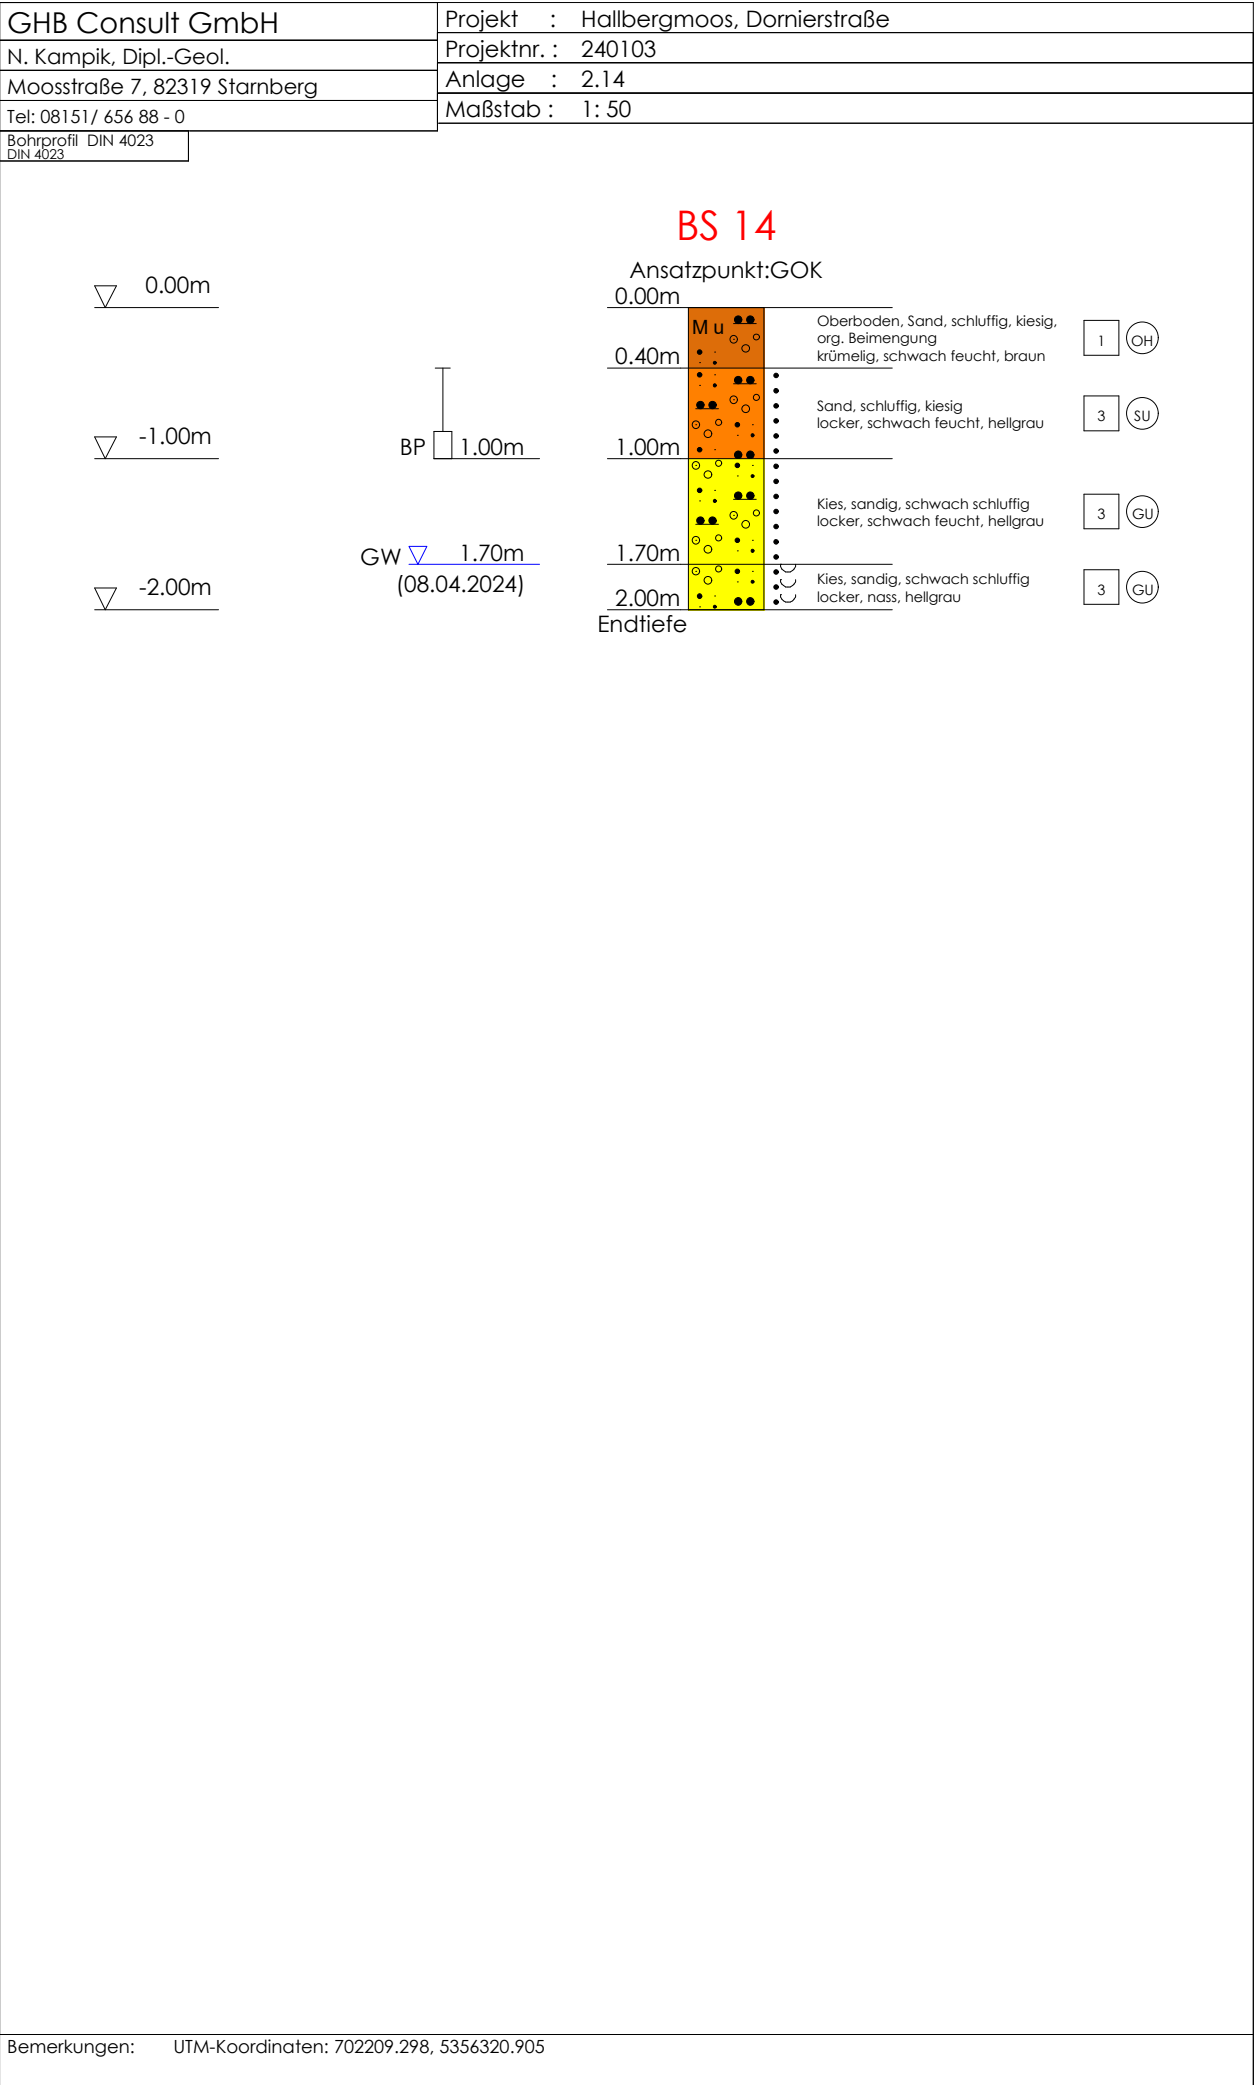 GHB Consult GmbH
N. Kampik, Dipl.-Geol.
Moosstraße 7, 82319 Starnberg
Tel: 08151/ 656 88 - 0
Projekt : Hallbergmoos, Dornierstraße
Projektnr. : 240103
Anlage : 2.14
Maßstab : 1: 50
Bohrprofil DIN 4023
DIN 4023
BS 14
Ansatzpunkt:GOK
0.00m
0.00m
Mu
Oberboden, Sand, schluffig, kiesig,
org. Beimengung
krümelig, schwach feucht, braun
1 OH
0.40m
Sand, schluffig, kiesig
locker, schwach feucht, hellgrau
3 SU
-1.00m
BP 1.00m
1.00m
Kies, sandig, schwach schluffig
locker, schwach feucht, hellgrau
3 GU
GW 1.70m
(08.04.2024)
1.70m
Kies, sandig, schwach schluffig
locker, nass, hellgrau
3 GU
-2.00m
2.00m
Endtiefe
Bemerkungen: UTM-Koordinaten: 702209.298, 5356320.905